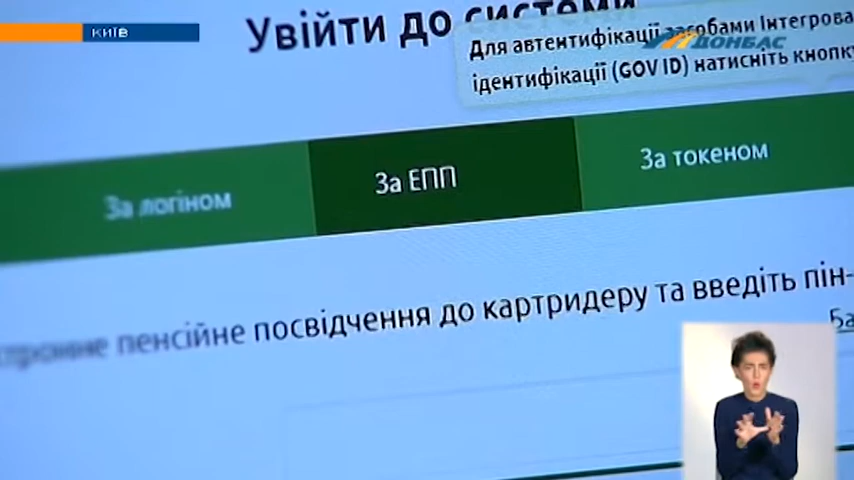 КИЇВ
Увійти до системи
Для автентифікації засобами Інтегрова
ідентифікації (GOV ID) натисніть кнопку
ДОНБАС
За логіном
За ЕПП
За токеном
пенсійне посвідчення до картридеру та введіть пін-